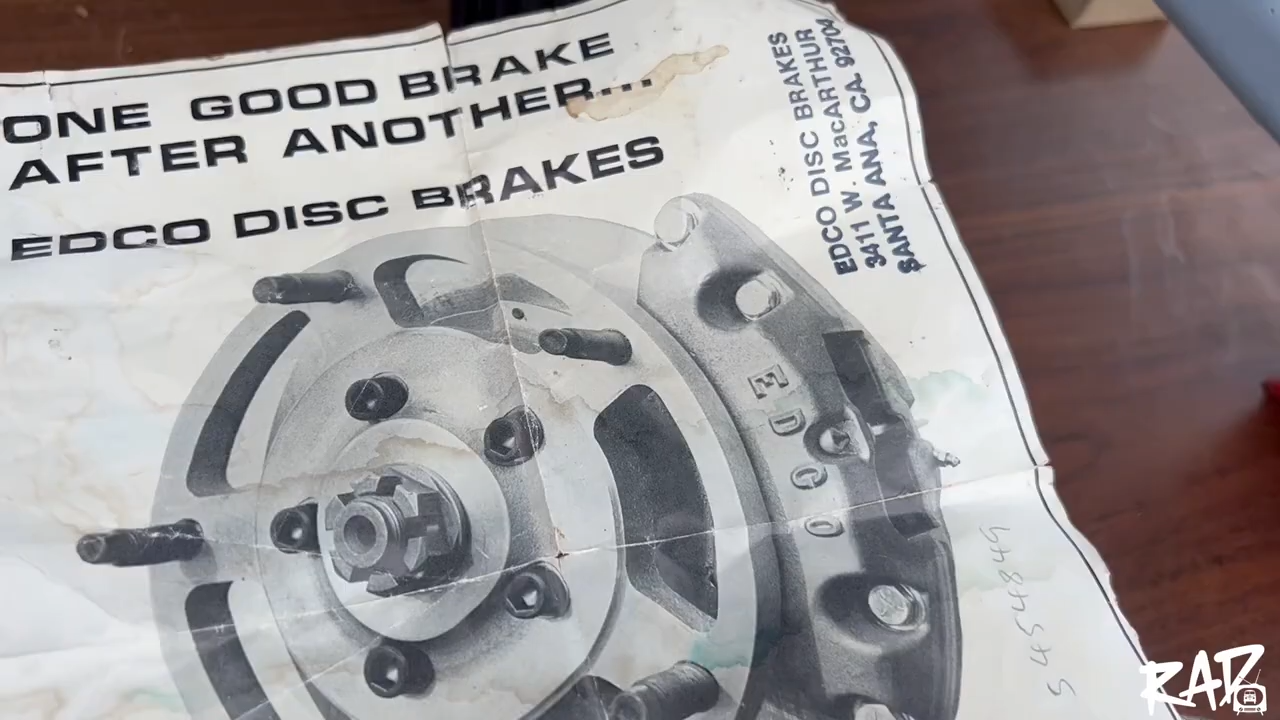 ONE GOOD BRAKE
AFTER ANOTHER...
EDCO DISC BRAKES
EDCO DISC BRAKES
3411 W. MacARTHUR
SANTA ANA, CA. 92704
EDCO
RAD